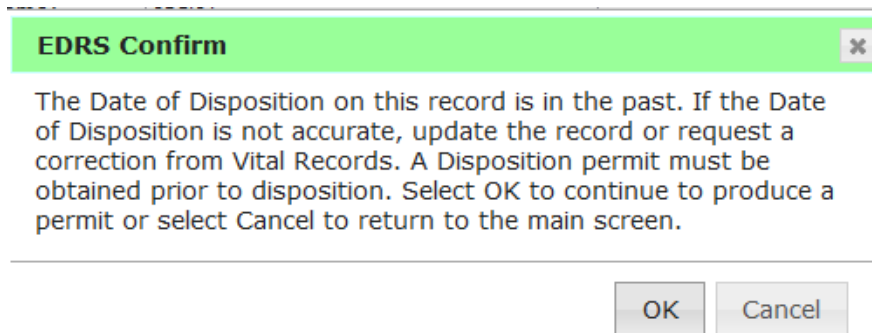 EDRS Confirm
The Date of Disposition on this record is in the past. If the Date
of Disposition is not accurate, update the record or request a
correction from Vital Records. A Disposition permit must be
obtained prior to disposition. Select OK to continue to produce a
permit or select Cancel to return to the main screen.
OK Cancel